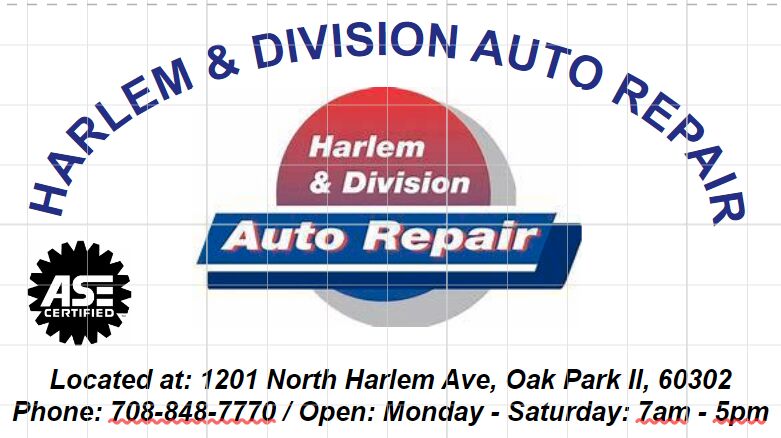 HARLEM & DIVISION AUTO REPAIR
Harlem
& Division
Auto Repair
ASE
CERTIFIED
Located at: 1201 North Harlem Ave, Oak Park Il, 60302
Phone: 708-848-7770 / Open: Monday - Saturday: 7am - 5pm